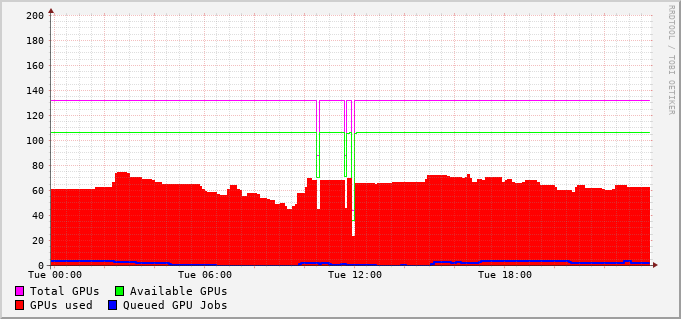 200
180
160
140
120
100
80
60
40
20
0
Tue 00:00 Tue 06:00 Tue 12:00 Tue 18:00
Total GPUs Available GPUs
GPUs used Queued GPU Jobs
RRDTOOL / TOBI OETIKER